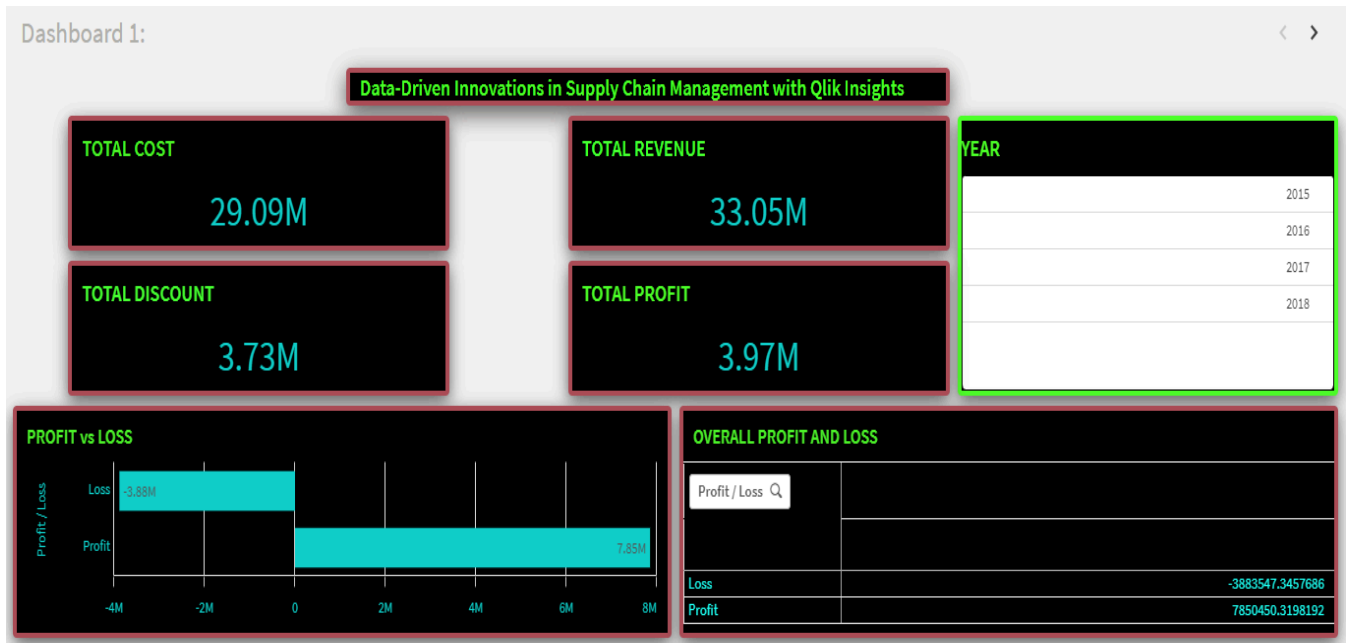 Dashboard 1:
Data-Driven Innovations in Supply Chain Management with Qlik Insights
TOTAL COST
29.09M
TOTAL REVENUE
33.05M
YEAR
2015
2016
2017
2018
TOTAL DISCOUNT
3.73M
TOTAL PROFIT
3.97M
PROFIT vs LOSS
Profit / Loss
Loss
-3.88M
Profit
7.85M
-4M -2M 0 2M 4M 6M 8M
OVERALL PROFIT AND LOSS
Profit / Loss
Loss -3883547.3457686
Profit 7850450.3198192